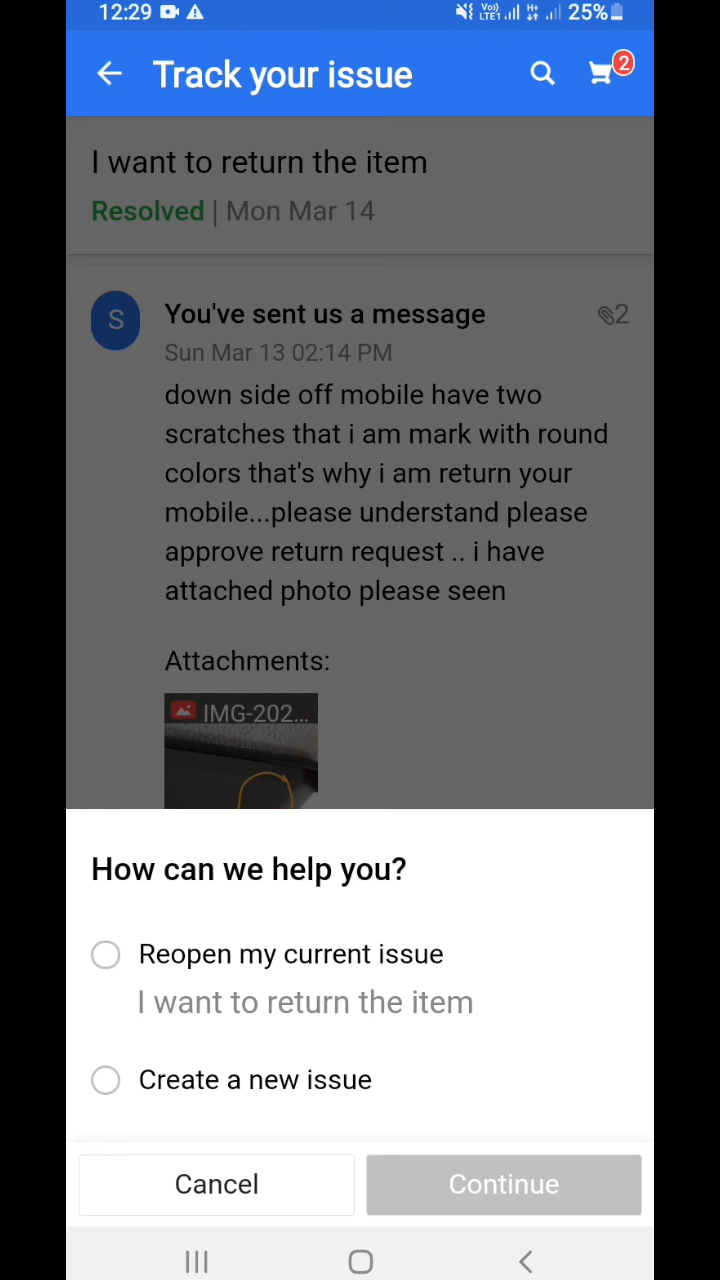 12:29 Vo) LTE1 H+ 25%
Track your issue 2
I want to return the item
Resolved | Mon Mar 14
S You've sent us a message 2
Sun Mar 13 02:14 PM
down side off mobile have two
scratches that i am mark with round
colors that's why i am return your
mobile...please understand please
approve return request .. i have
attached photo please seen
Attachments:
IMG-202...
How can we help you?
Reopen my current issue
I want to return the item
Create a new issue
Cancel Continue